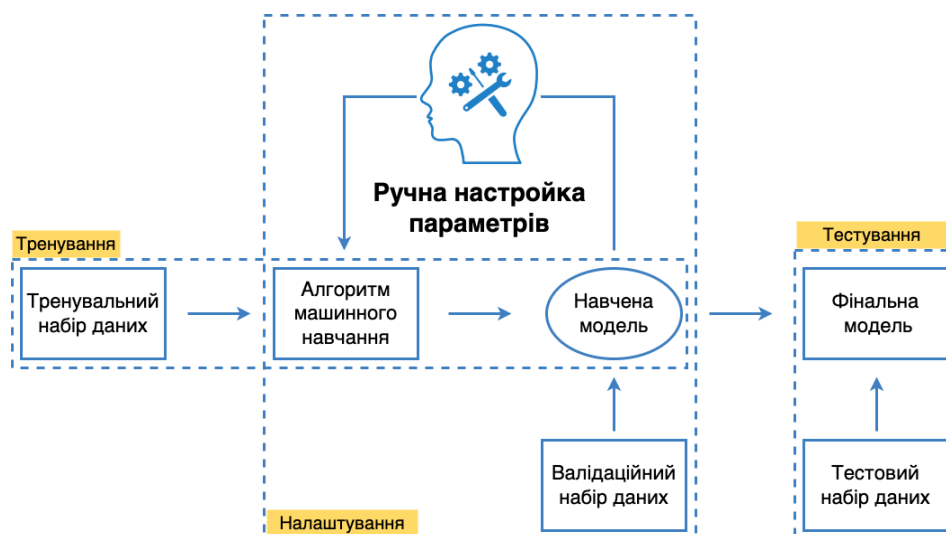 Ручна настройка
параметрів
Тренування
Тестування
Тренувальний
набір даних
Алгоритм
машинного
навчання
Навчена
модель
Фінальна
модель
Валідаційний
набір даних
Тестовий
набір даних
Налаштування